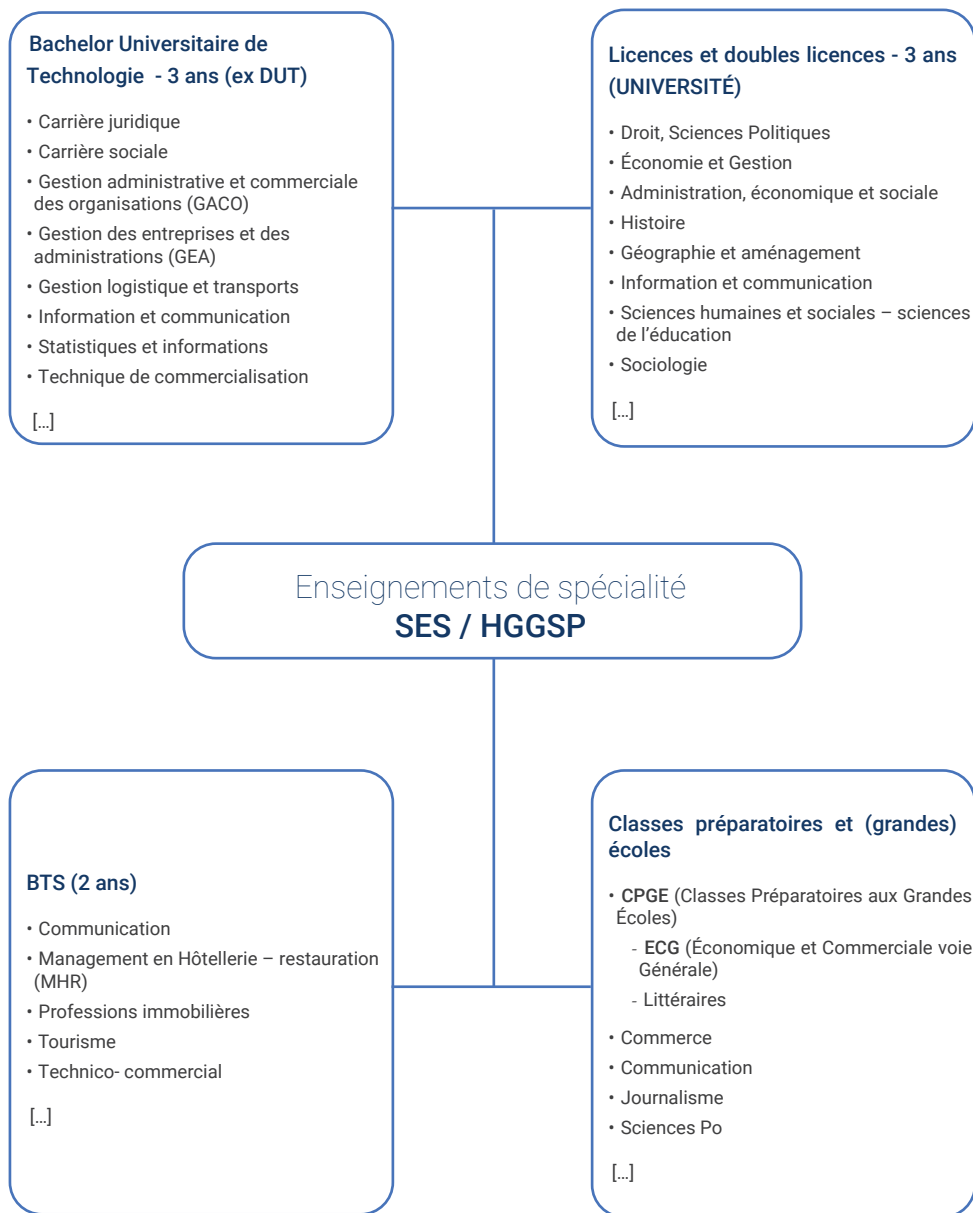 Bachelor Universitaire de
Technologie - 3 ans (ex DUT)
• Carrière juridique
• Carrière sociale
• Gestion administrative et commerciale
des organisations (GACO)
• Gestion des entreprises et des
administrations (GEA)
• Gestion logistique et transports
• Information et communication
• Statistiques et informations
• Technique de commercialisation
[...]
Licences et doubles licences - 3 ans
(UNIVERSITÉ)
• Droit, Sciences Politiques
• Économie et Gestion
• Administration, économique et sociale
• Histoire
• Géographie et aménagement
• Information et communication
• Sciences humaines et sociales – sciences
de l'éducation
• Sociologie
[...]
Enseignements de spécialité
SES / HGGSP
BTS (2 ans)
• Communication
• Management en Hôtellerie – restauration
(MHR)
• Professions immobilières
• Tourisme
• Technico- commercial
[...]
Classes préparatoires et (grandes)
écoles
• CPGE (Classes Préparatoires aux Grandes
Écoles)
- ECG (Économique et Commerciale voie
Générale)
- Littéraires
• Commerce
• Communication
• Journalisme
• Sciences Po
[...]